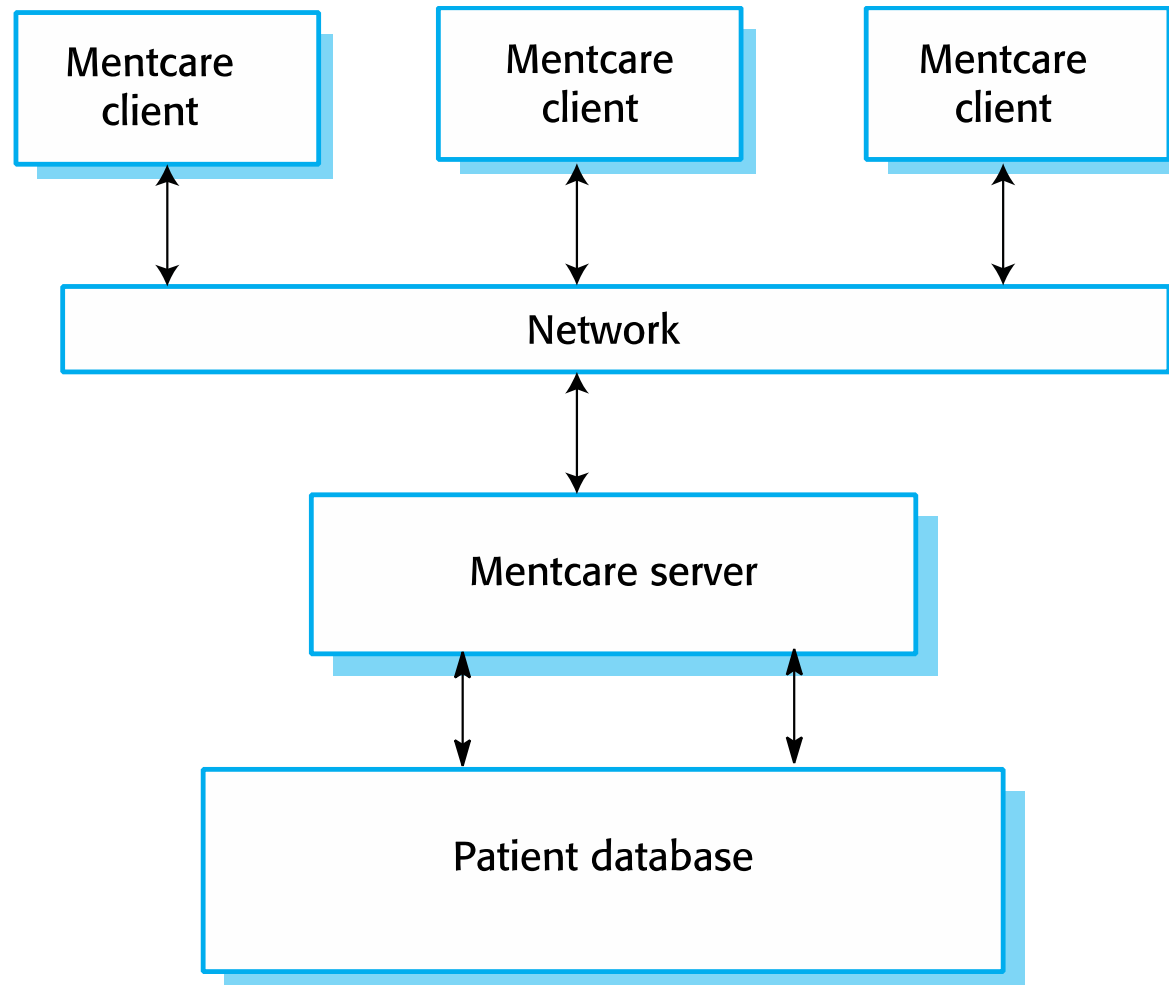 Mentcare
client
Mentcare
client
Mentcare
client
Network
Mentcare server
Patient database